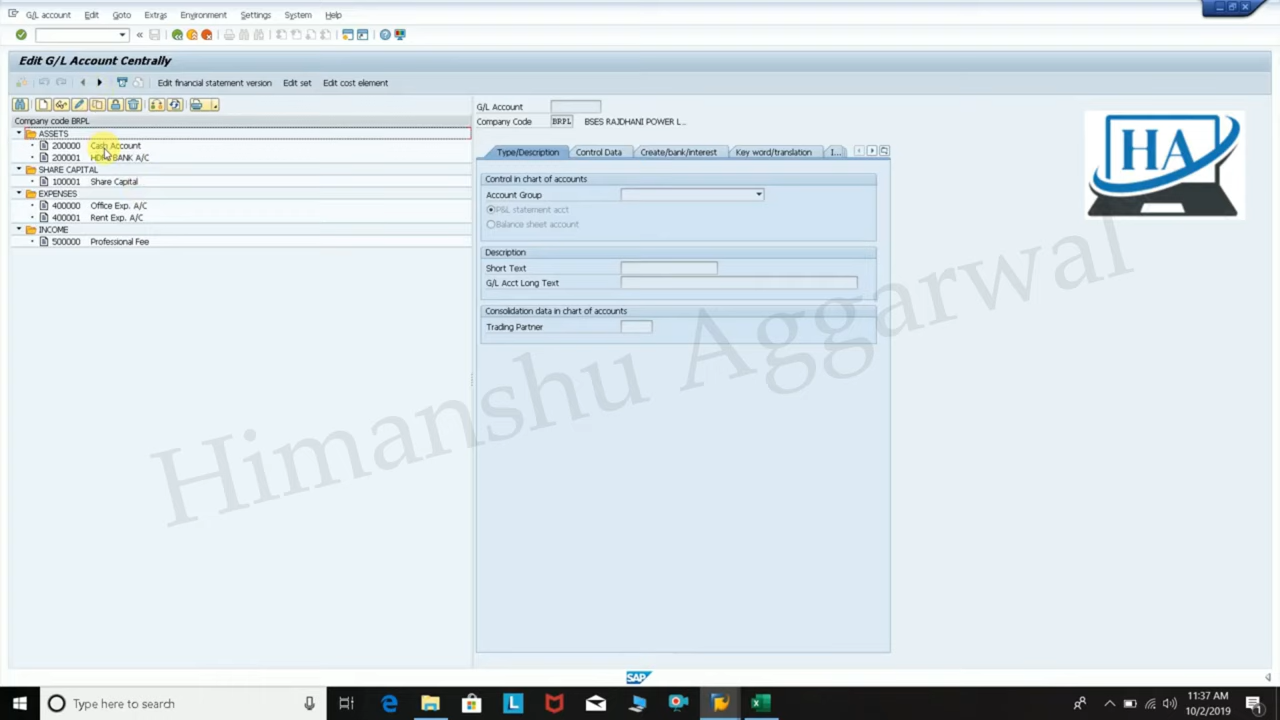 G/L account Edit Goto Extras Environment Settings System Help
Edit G/L Account Centrally
Edit financial statement version Edit set Edit cost element
Company code BRPL
ASSETS
200000 Cash Account
200001 HDFC BANK A/C
SHARE CAPITAL
100001 Share Capital
EXPENSES
400000 Office Exp. A/C
400001 Rent Exp. A/C
INCOME
500000 Professional Fee
G/L Account
Company Code BRPL BSES RAJDHANI POWER L...
Type/Description Control Data Create/bank/interest Key word/translation I...
Control in chart of accounts
Account Group
P&L statement acct
Balance sheet account
Description
Short Text
G/L Acct Long Text
Consolidation data in chart of accounts
Trading Partner
HA
Himanshu Aggarwal
SAP
Type here to search
L
11:37 AM
10/2/2019
1